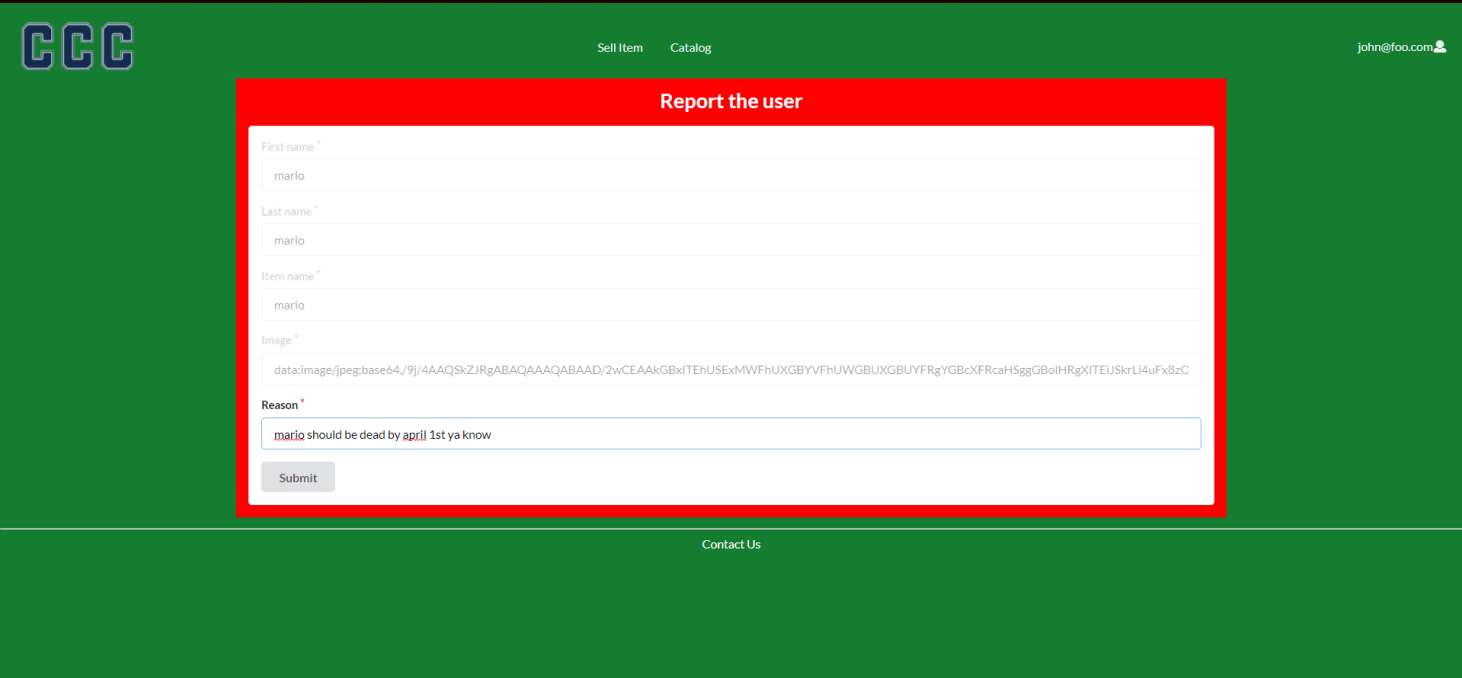 CCC
Sell Item Catalog john@foo.com
Report the user
First name *
mario
Last name *
mario
Item name *
mario
Image *
data:image/jpeg;base64,/9j/4AAQSkZJRgABAQAAAQABAAD/2wCEAAkGBxITEhUSExMWFhUXGBYVFhUWGBUXGBUYFRgYGBcXFRcaHSggGBolHRgXITEiJSkrLi4uFx8zO
Reason *
mario should be dead by april 1st ya know
Submit
Contact Us